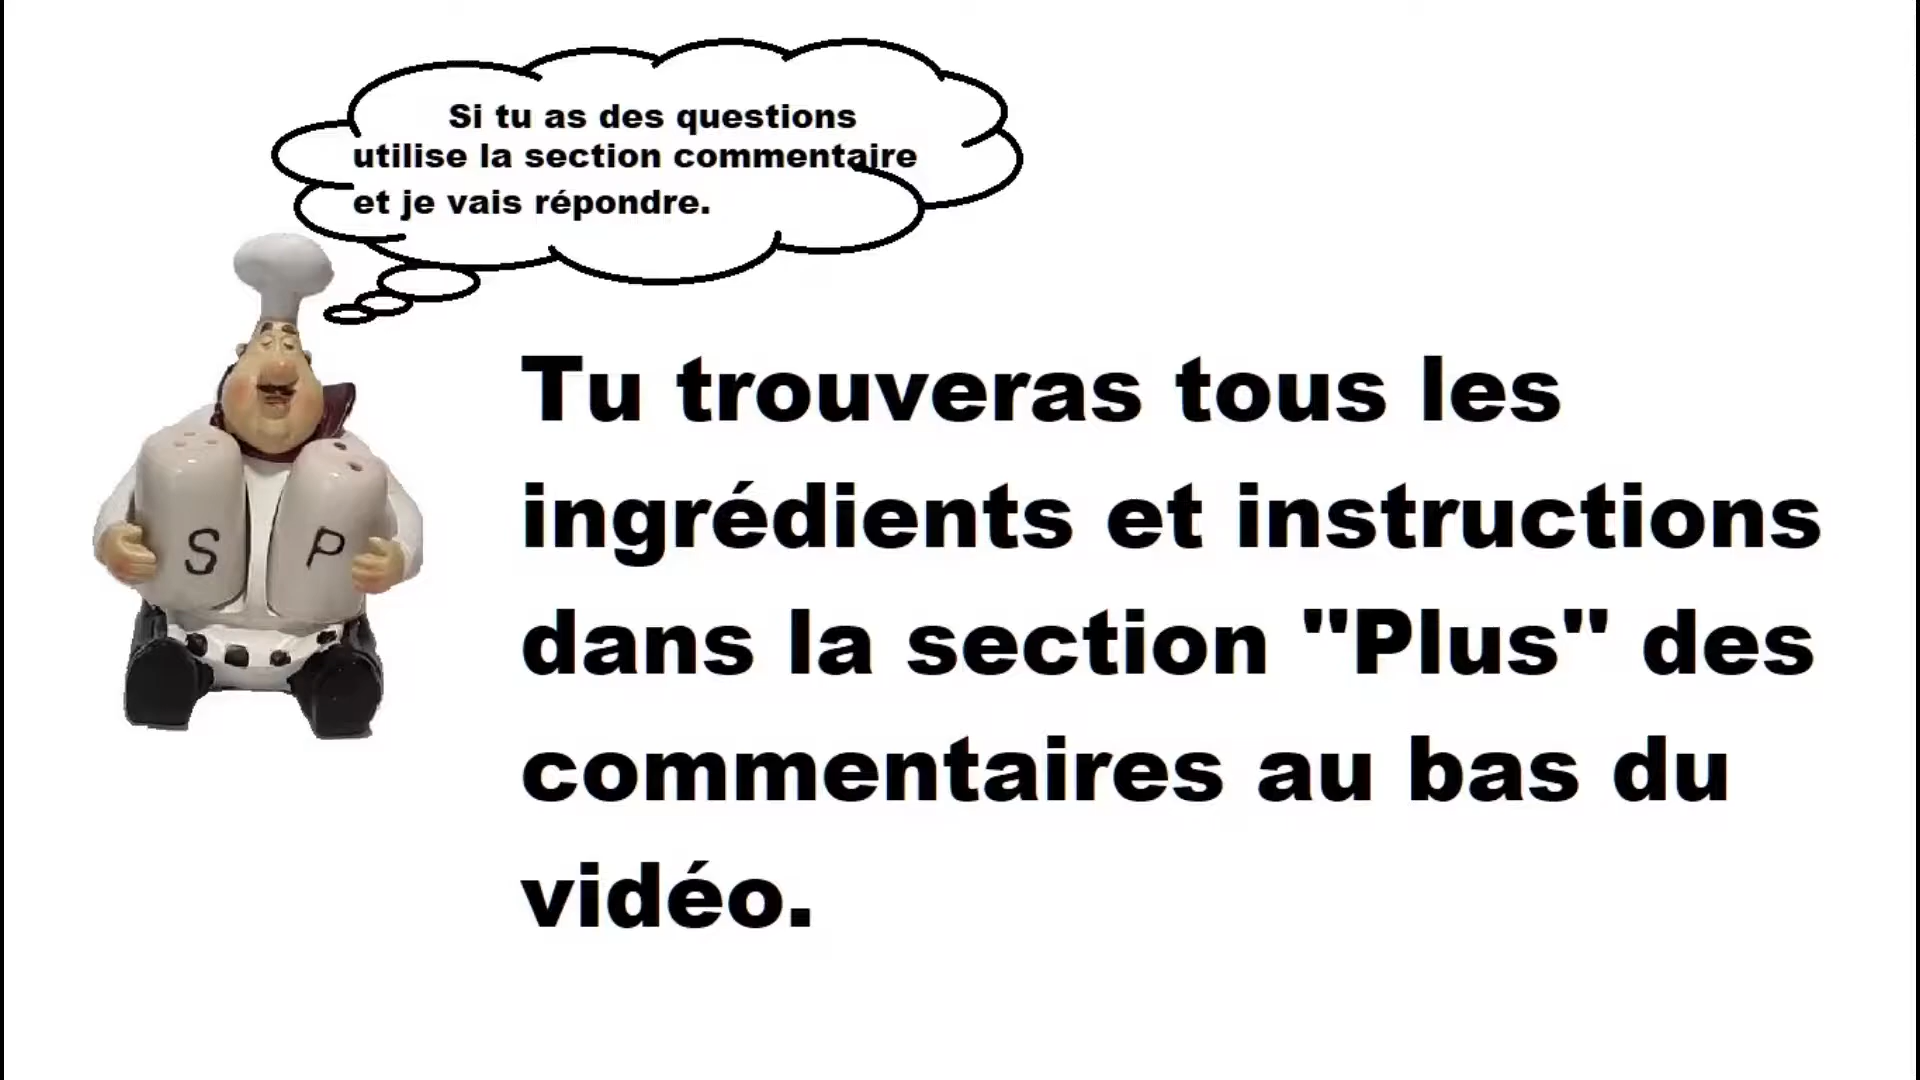 Si tu as des questions
utilise la section commentaire
et je vais répondre.
S P
Tu trouveras tous les
ingrédients et instructions
dans la section "Plus" des
commentaires au bas du
vidéo.